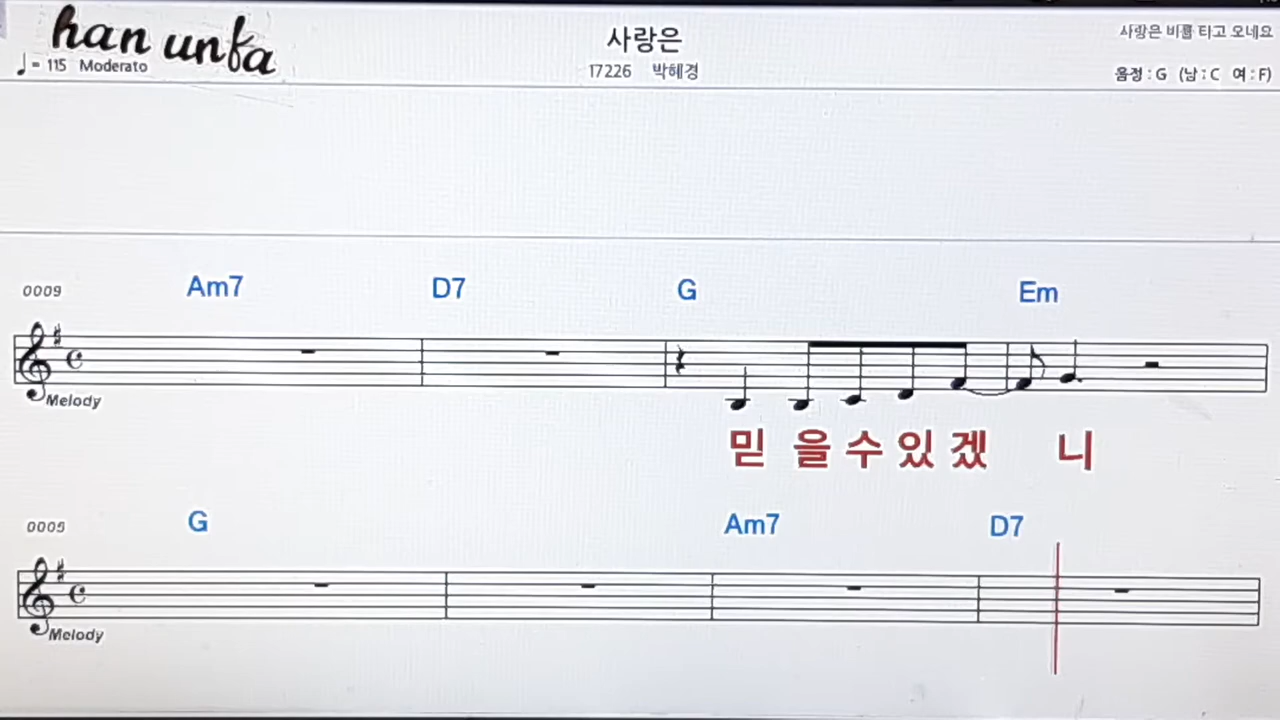 han unfa
♩= 115 Moderato
사랑은
17226 박혜경
사랑은 비를 타고 오네요
음정 : G (남 : C 여 : F)
0009 Am7 D7 G Em
Melody
믿 을 수 있 겠 니
0005 G Am7 D7
Melody